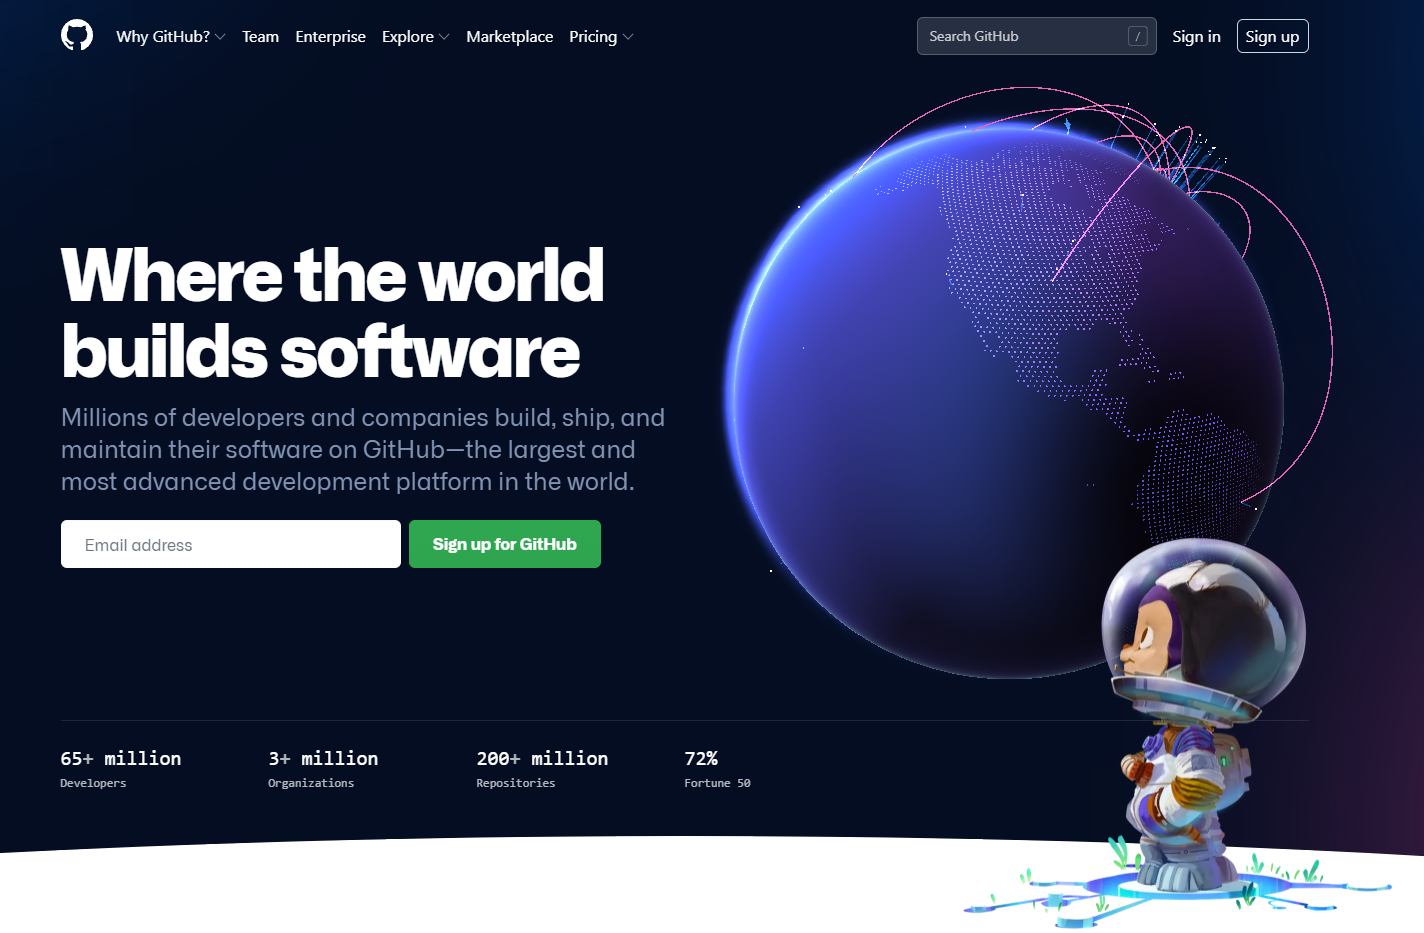 Why GitHub?
Team
Enterprise
Explore
Marketplace
Pricing
Search GitHub
/
Sign in
Sign up
Where the world
builds software
Millions of developers and companies build, ship, and
maintain their software on GitHub—the largest and
most advanced development platform in the world.
Email address
Sign up for GitHub
65+ million
Developers
3+ million
Organizations
200+ million
Repositories
72%
Fortune 50